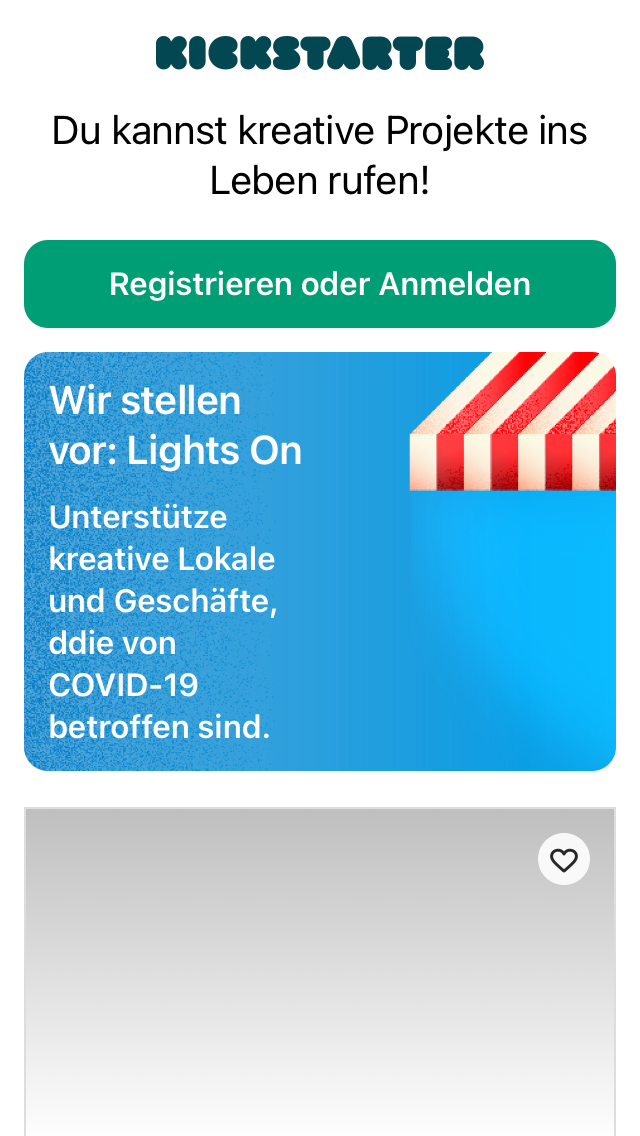 KICKSTARTER
Du kannst kreative Projekte ins
Leben rufen!
Registrieren oder Anmelden
Wir stellen
vor: Lights On
Unterstütze
kreative Lokale
und Geschäfte,
ddie von
COVID-19
betroffen sind.